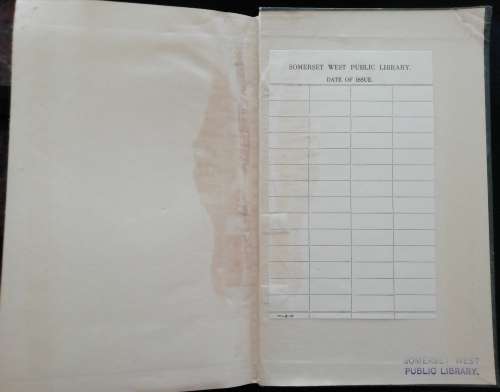 SOMERSET WEST PUBLIC LIBRARY.
DATE OF ISSUE.
SOMERSET WEST
PUBLIC LIBRARY.